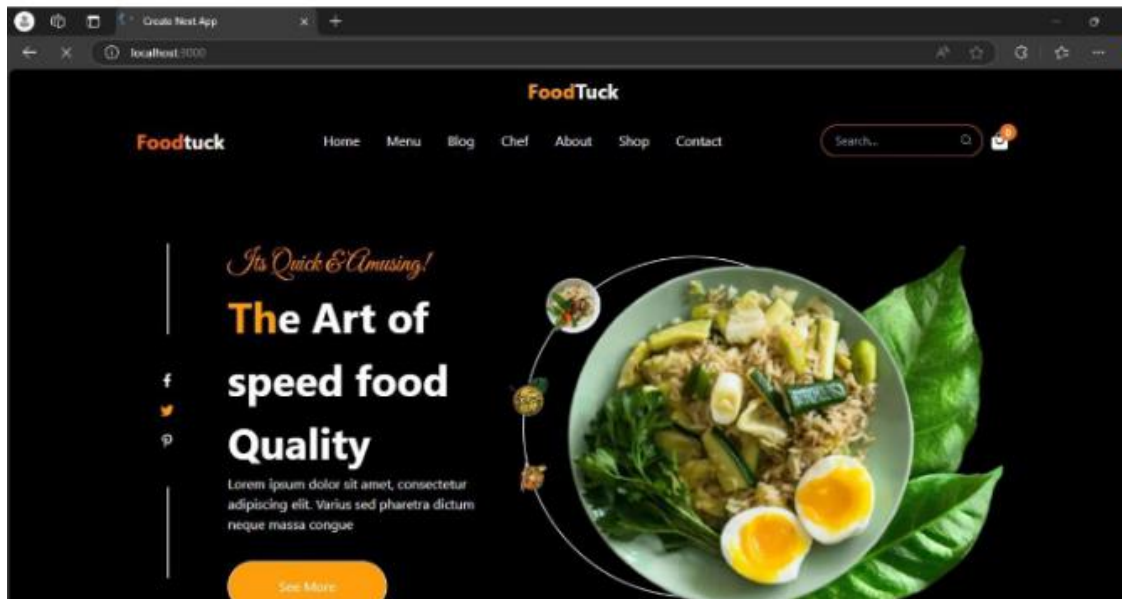 Create Next App
localhost:3000
FoodTuck
Foodtuck
Home Menu Blog Chef About Shop Contact
Search...
0
Its Quick & Amusing!
The Art of
speed food
Quality
Lorem ipsum dolor sit amet, consectetur
adipiscing elit. Varius sed pharetra dictum
neque massa congue
See More